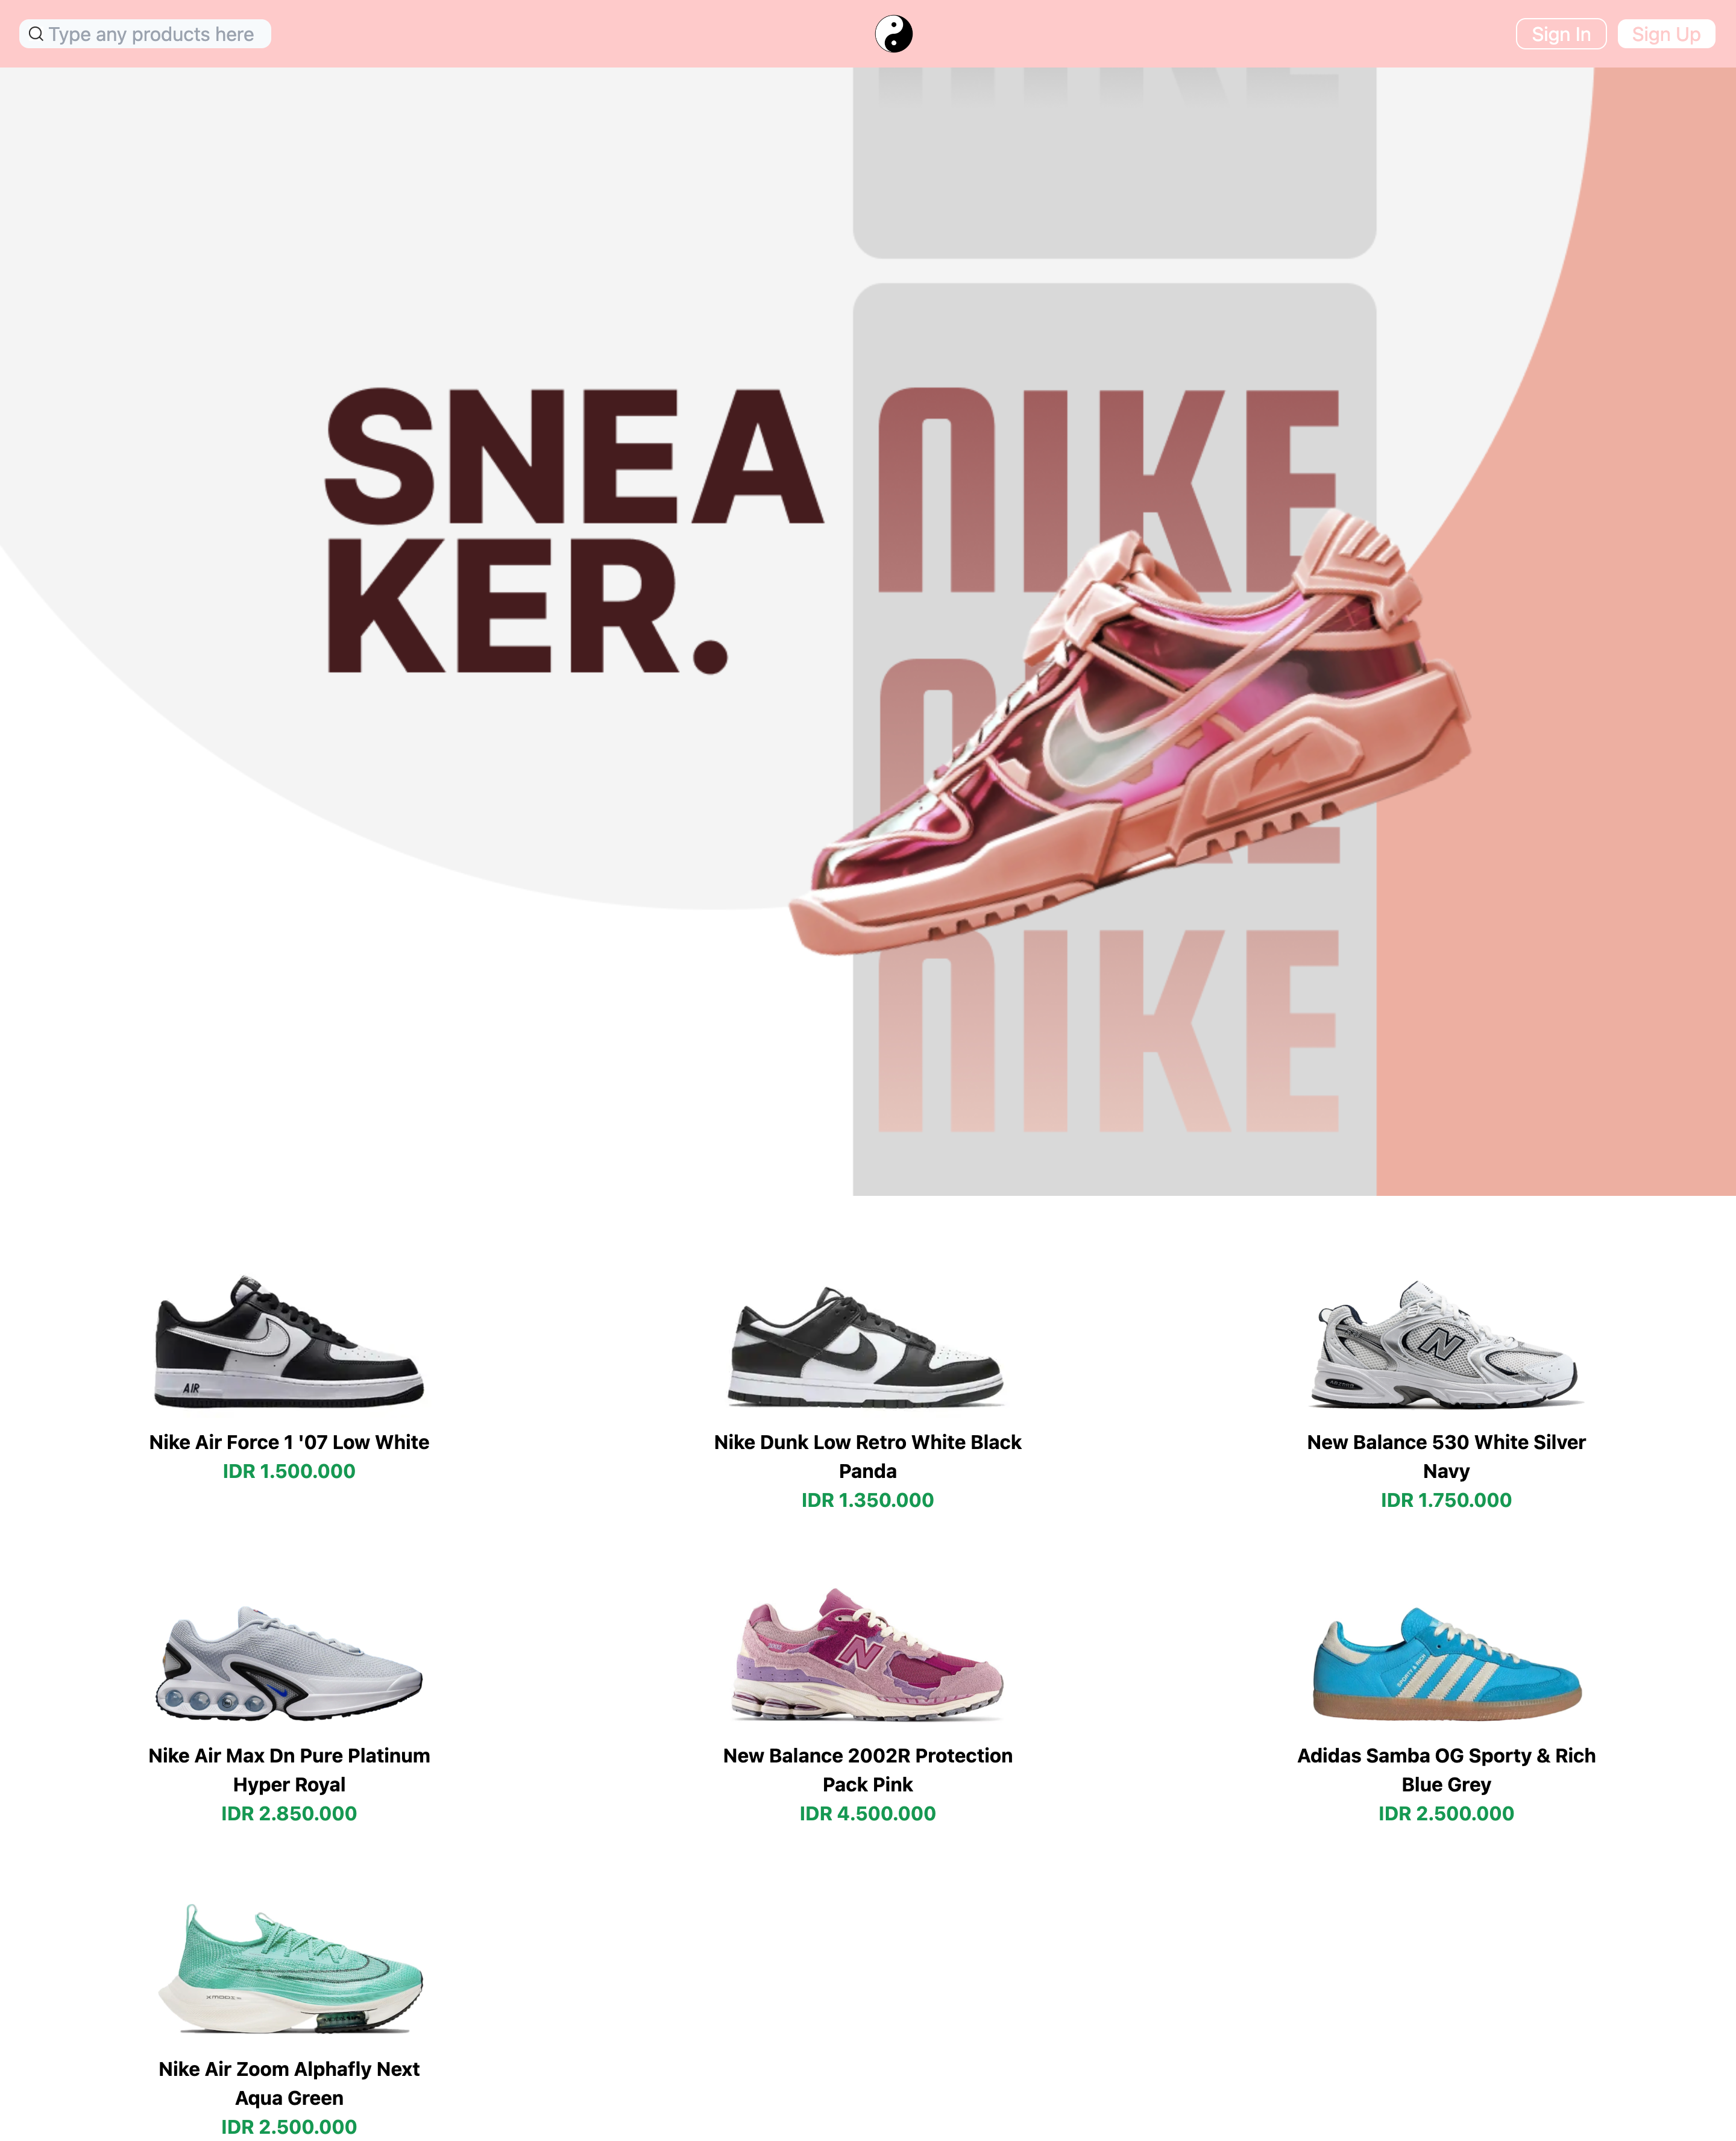 Type any products here
Sign In
Sign Up
NIKE
SNEA
KER.
NIKE
NIKE
AIR
Nike Air Force 1 '07 Low White
IDR 1.500.000
Nike Dunk Low Retro White Black
Panda
IDR 1.350.000
N
New Balance 530 White Silver
Navy
IDR 1.750.000
Nike Air Max Dn Pure Platinum
Hyper Royal
IDR 2.850.000
N
New Balance 2002R Protection
Pack Pink
IDR 4.500.000
SPORTY & RICH
Adidas Samba OG Sporty & Rich
Blue Grey
IDR 2.500.000
Nike Air Zoom Alphafly Next
Aqua Green
IDR 2.500.000